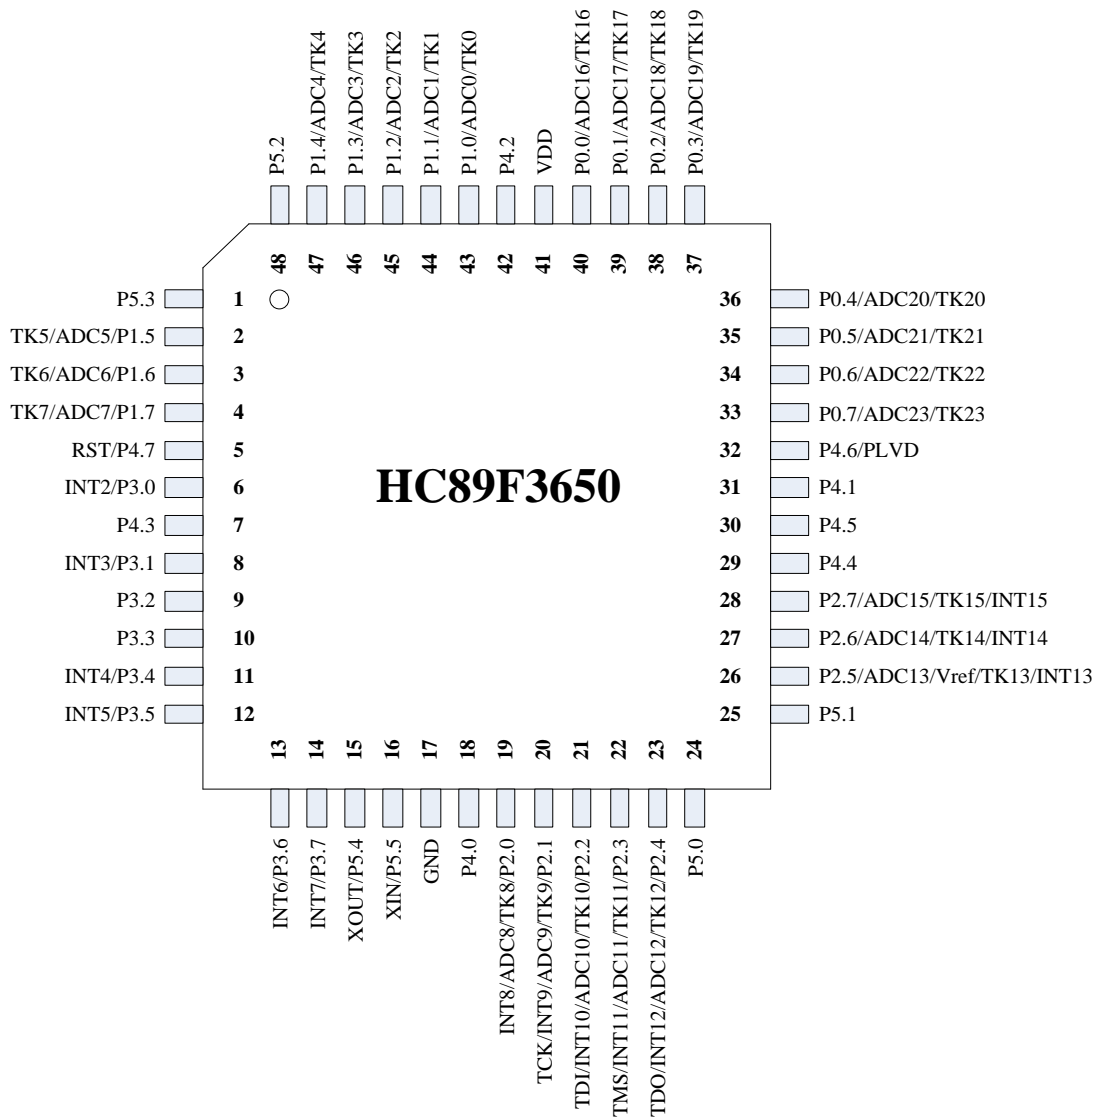 P5.2
P1.4/ADC4/TK4
P1.3/ADC3/TK3
P1.2/ADC2/TK2
P1.1/ADC1/TK1
P1.0/ADC0/TK0
P4.2
VDD
P0.0/ADC16/TK16
P0.1/ADC17/TK17
P0.2/ADC18/TK18
P0.3/ADC19/TK19
48
47
46
45
44
43
42
41
40
39
38
37
P5.3 1
TK5/ADC5/P1.5 2
TK6/ADC6/P1.6 3
TK7/ADC7/P1.7 4
RST/P4.7 5
INT2/P3.0 6
P4.3 7
INT3/P3.1 8
P3.2 9
P3.3 10
INT4/P3.4 11
INT5/P3.5 12
HC89F3650
36 P0.4/ADC20/TK20
35 P0.5/ADC21/TK21
34 P0.6/ADC22/TK22
33 P0.7/ADC23/TK23
32 P4.6/PLVD
31 P4.1
30 P4.5
29 P4.4
28 P2.7/ADC15/TK15/INT15
27 P2.6/ADC14/TK14/INT14
26 P2.5/ADC13/Vref/TK13/INT13
25 P5.1
13
14
15
16
17
18
19
20
21
22
23
24
INT6/P3.6
INT7/P3.7
XOUT/P5.4
XIN/P5.5
GND
P4.0
INT8/ADC8/TK8/P2.0
TCK/INT9/ADC9/TK9/P2.1
TDI/INT10/ADC10/TK10/P2.2
TMS/INT11/ADC11/TK11/P2.3
TDO/INT12/ADC12/TK12/P2.4
P5.0